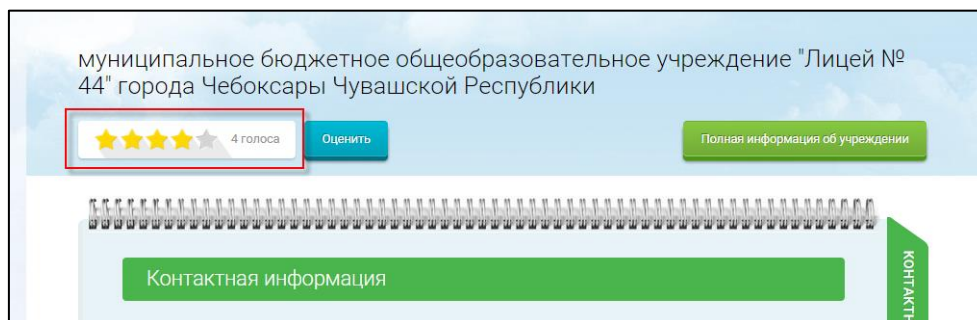 муниципальное бюджетное общеобразовательное учреждение "Лицей №
44" города Чебоксары Чувашской Республики
4 голоса
Оценить
Полная информация об учреждении
Контактная информация